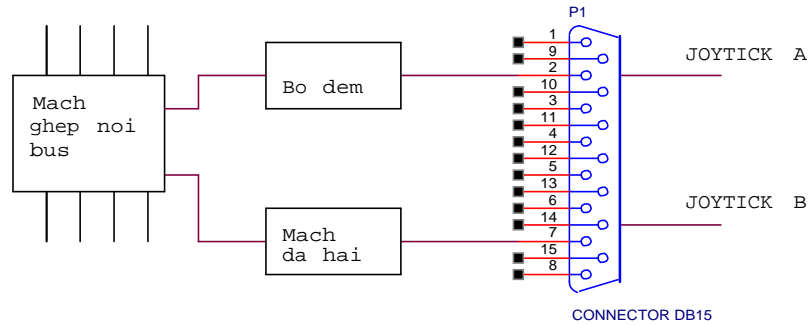 P1
1
9
2
10
3
11
4
12
5
13
6
14
7
15
8
JOYTICK A
Bo dem
Mach
ghep noi
bus
JOYTICK B
Mach
da hai
CONNECTOR DB15